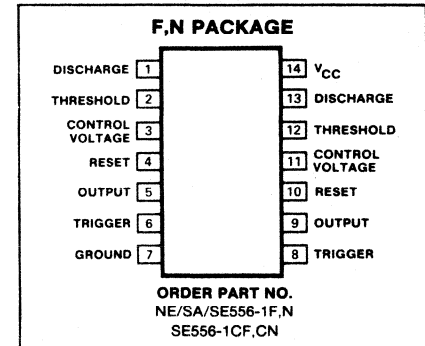 F,N PACKAGE
DISCHARGE 1
THRESHOLD 2
CONTROL VOLTAGE 3
RESET 4
OUTPUT 5
TRIGGER 6
GROUND 7
14 VCC
13 DISCHARGE
12 THRESHOLD
11 CONTROL VOLTAGE
10 RESET
9 OUTPUT
8 TRIGGER
ORDER PART NO.
NE/SA/SE556-1F,N
SE556-1CF,CN